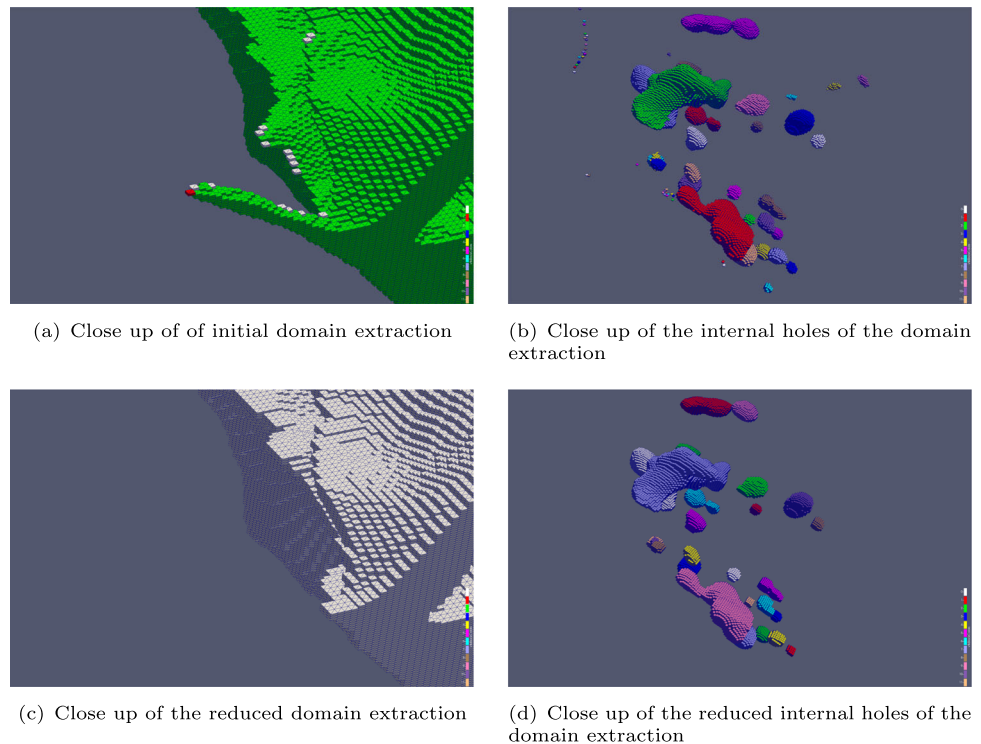 (a) Close up of of initial domain extraction
(b) Close up of the internal holes of the domain
extraction
(c) Close up of the reduced domain extraction
(d) Close up of the reduced internal holes of the
domain extraction